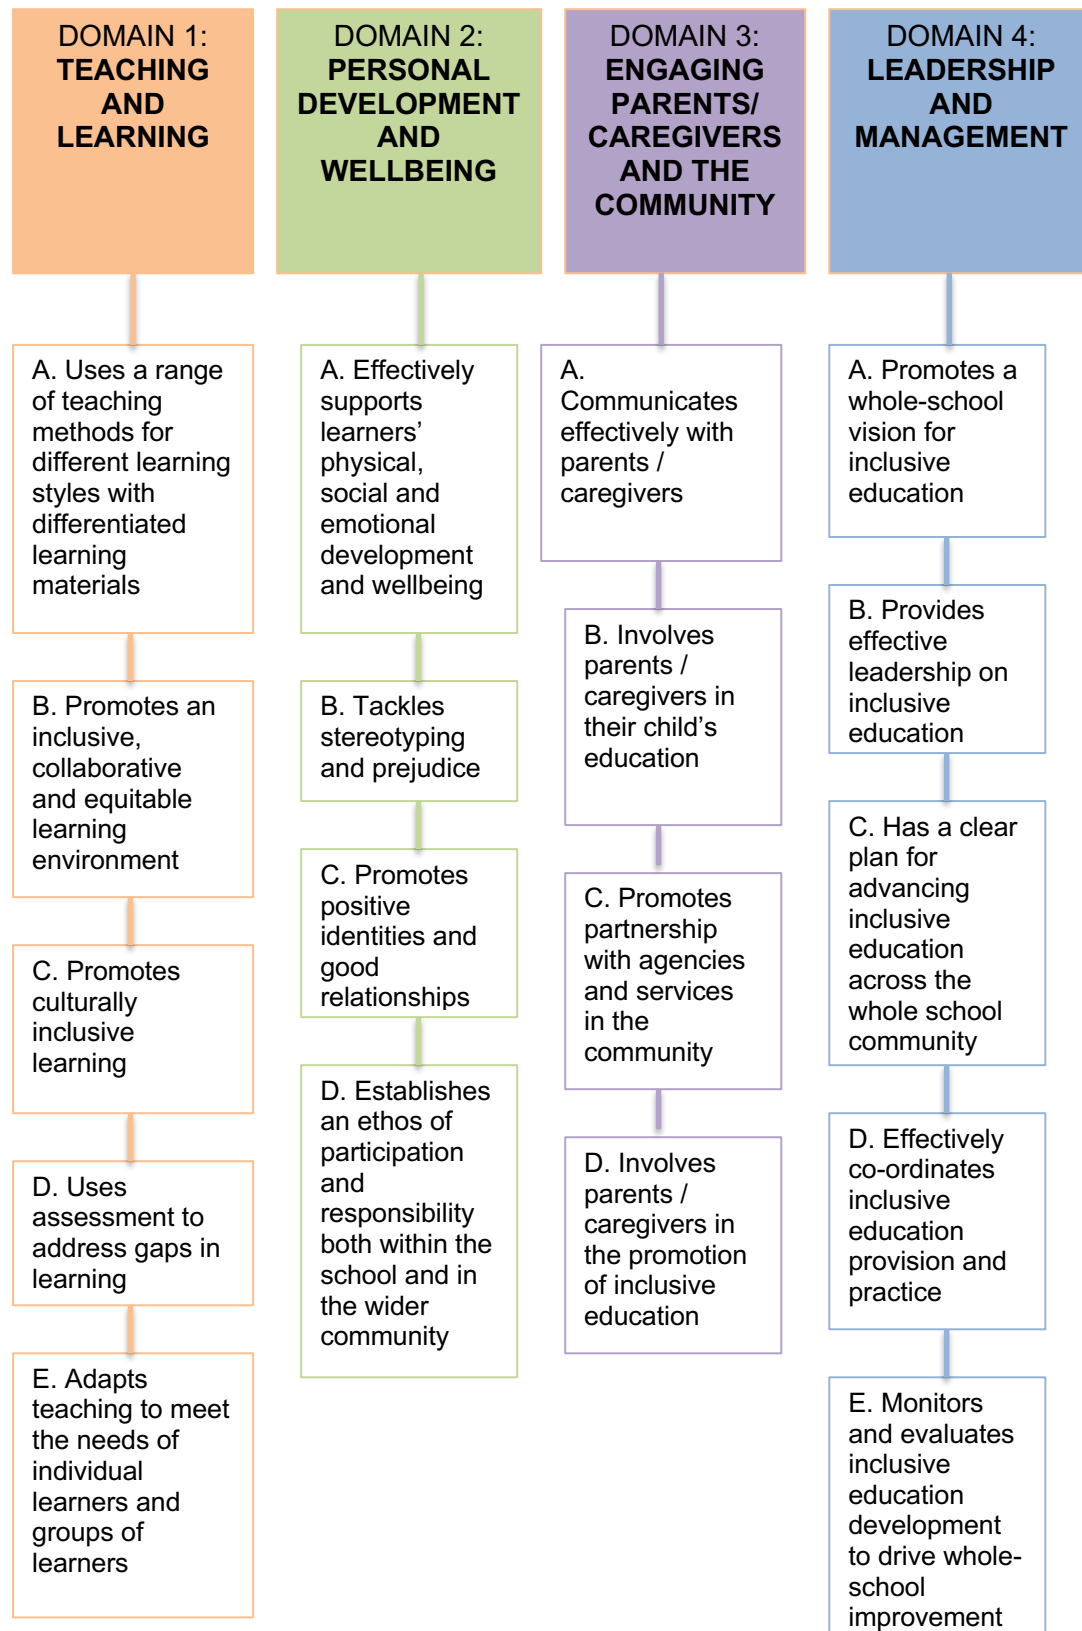 DOMAIN 1:
TEACHING
AND
LEARNING
A. Uses a range
of teaching
methods for
different learning
styles with
differentiated
learning
materials
B. Promotes an
inclusive,
collaborative
and equitable
learning
environment
C. Promotes
culturally
inclusive
learning
D. Uses
assessment to
address gaps in
learning
E. Adapts
teaching to meet
the needs of
individual
learners and
groups of
learners
DOMAIN 2:
PERSONAL
DEVELOPMENT
AND
WELLBEING
A. Effectively
supports
learners’
physical,
social and
emotional
development
and wellbeing
B. Tackles
stereotyping
and prejudice
C. Promotes
positive
identities and
good
relationships
D. Establishes
an ethos of
participation
and
responsibility
both within the
school and in
the wider
community
DOMAIN 3:
ENGAGING
PARENTS/
CAREGIVERS
AND THE
COMMUNITY
A.
Communicates
effectively with
parents /
caregivers
B. Involves
parents /
caregivers in
their child’s
education
C. Promotes
partnership
with agencies
and services
in the
community
D. Involves
parents /
caregivers in
the promotion
of inclusive
education
DOMAIN 4:
LEADERSHIP
AND
MANAGEMENT
A. Promotes a
whole-school
vision for
inclusive
education
B. Provides
effective
leadership on
inclusive
education
C. Has a clear
plan for
advancing
inclusive
education
across the
whole school
community
D. Effectively
co-ordinates
inclusive
education
provision and
practice
E. Monitors
and evaluates
inclusive
education
development
to drive whole-
school
improvement